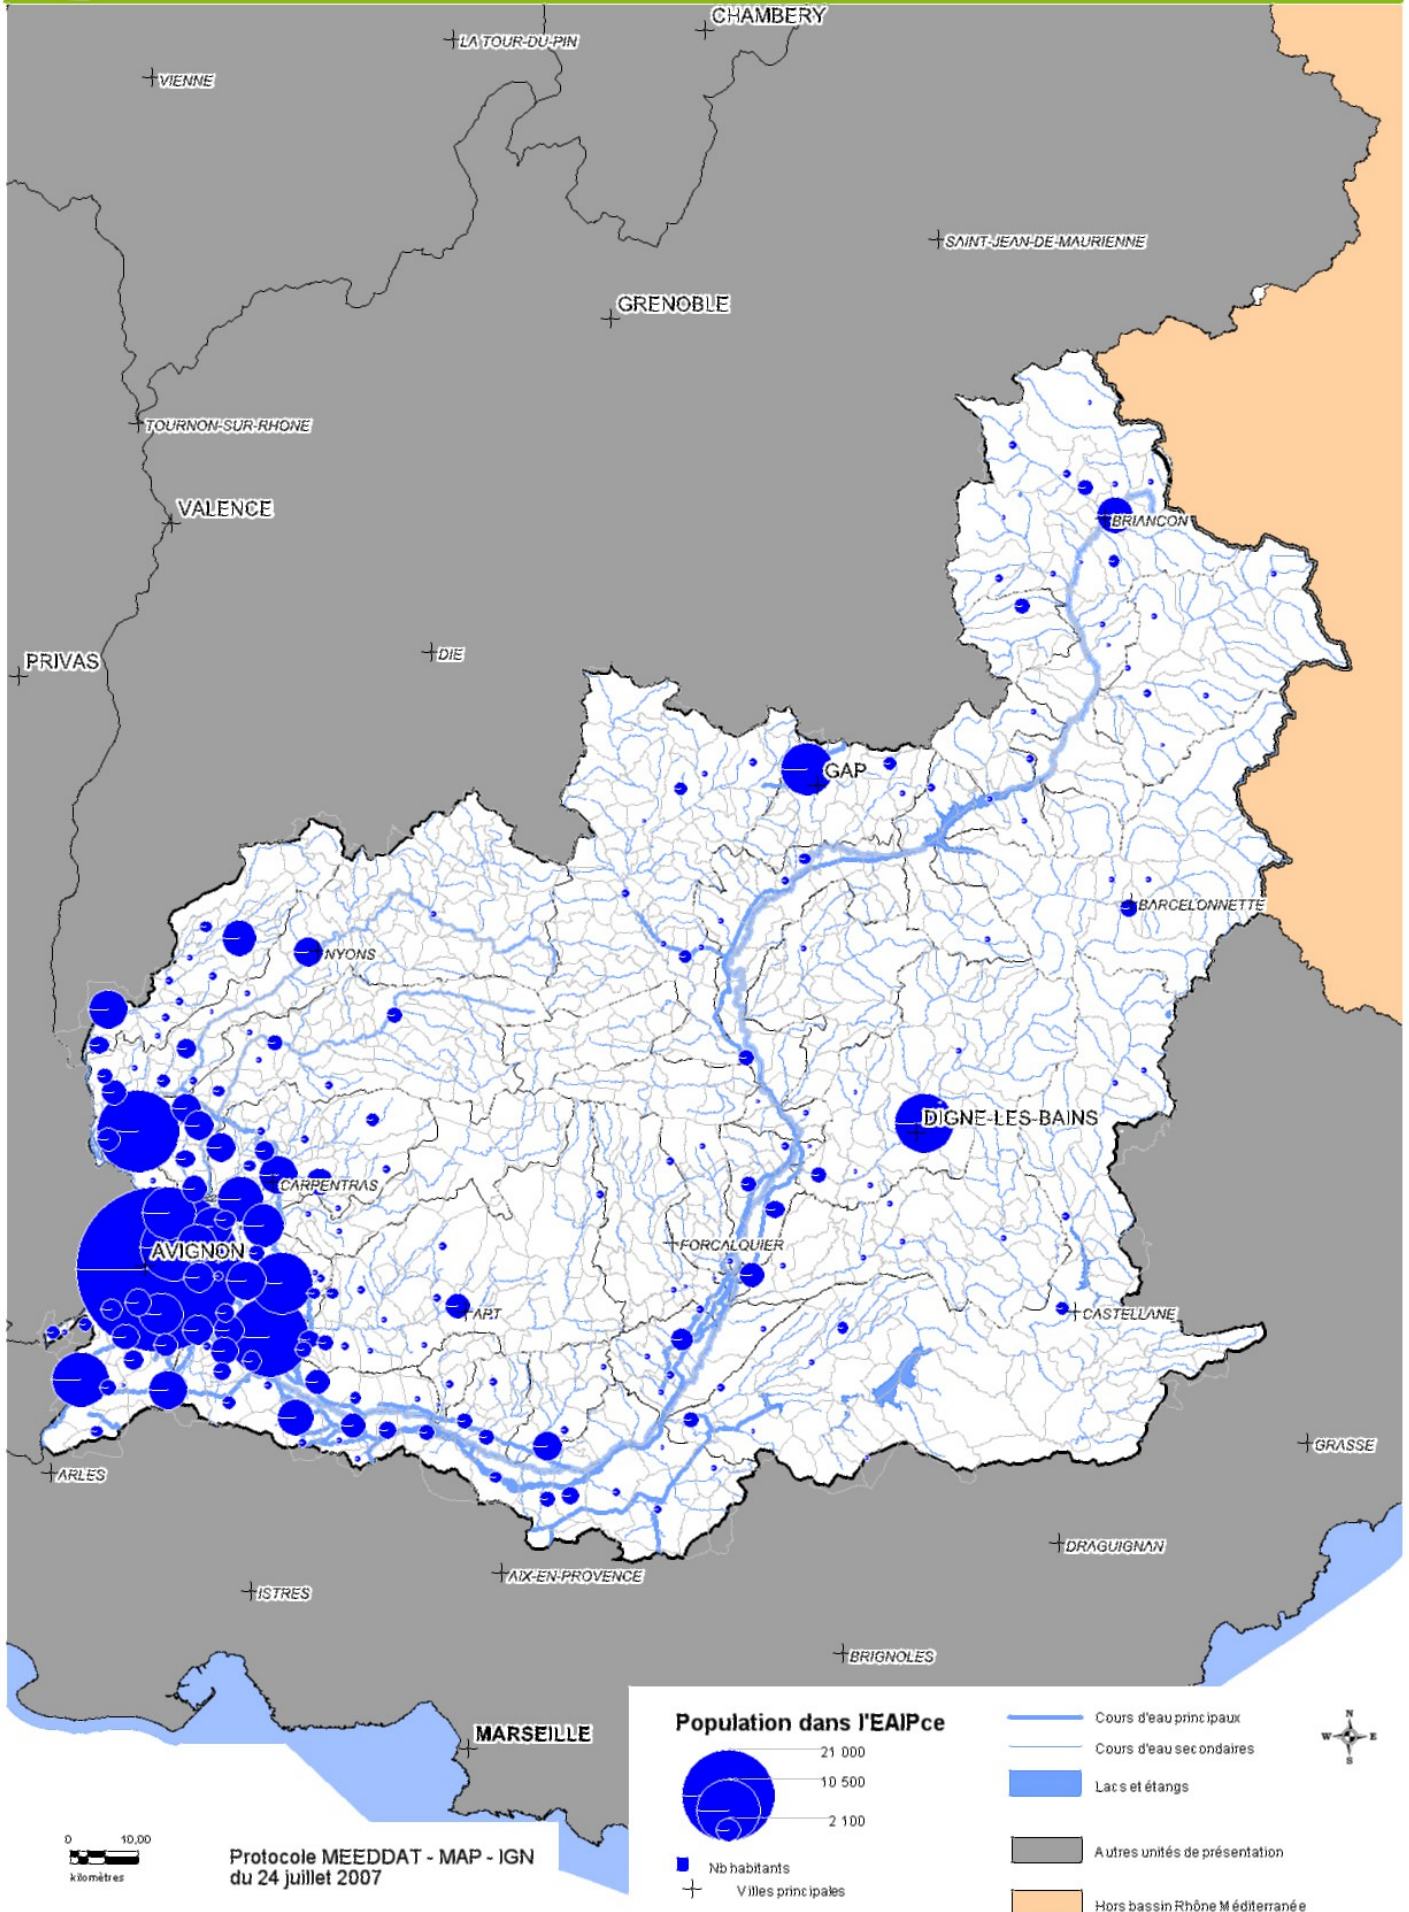 CHAMBERY
LA TOUR-DU-PIN
VIENNE
SAINT-JEAN-DE-MAURIENNE
GRENOBLE
TOURNON-SUR-RHONE
VALENCE
BRIANCON
PRIVAS
DIE
GAP
BARCELONNETTE
NYONS
DIGNE-LES-BAINS
CARPENTRAS
FORCALQUIER
AVIGNON
APT
CASTELLANE
GRASSE
ARLES
DRAGUIGNAN
AIX-EN-PROVENCE
ISTRES
BRIGNOLES
MARSEILLE
Population dans l'EAIPce
21 000
10 500
2 100
Nb habitants
Villes principales
Cours d'eau principaux
Cours d'eau secondaires
Lacs et étangs
Autres unités de présentation
Hors bassin Rhône Méditerranée
N
W E
S
0 10,00
kilomètres
Protocole MEEDDAT - MAP - IGN
du 24 juillet 2007